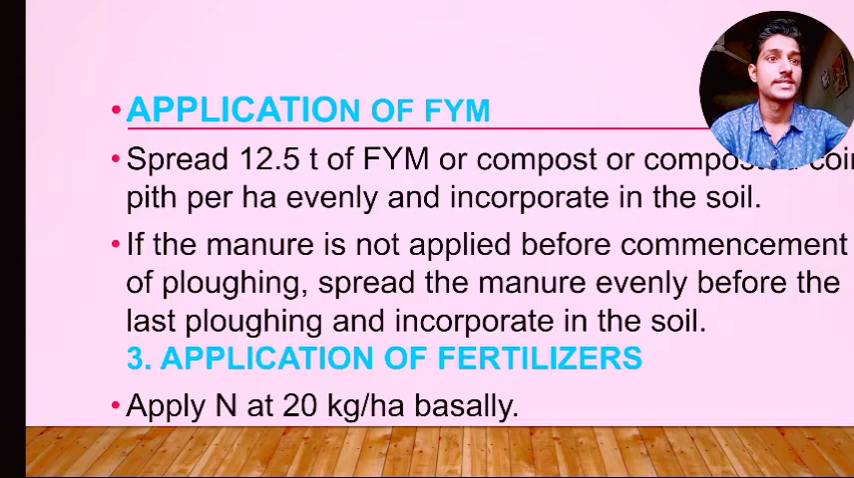 • APPLICATION OF FYM
• Spread 12.5 t of FYM or compost or
pith per ha evenly and incorporate in the soil.
• If the manure is not applied before commencement
of ploughing, spread the manure evenly before the
last ploughing and incorporate in the soil.
3. APPLICATION OF FERTILIZERS
• Apply N at 20 kg/ha basally.